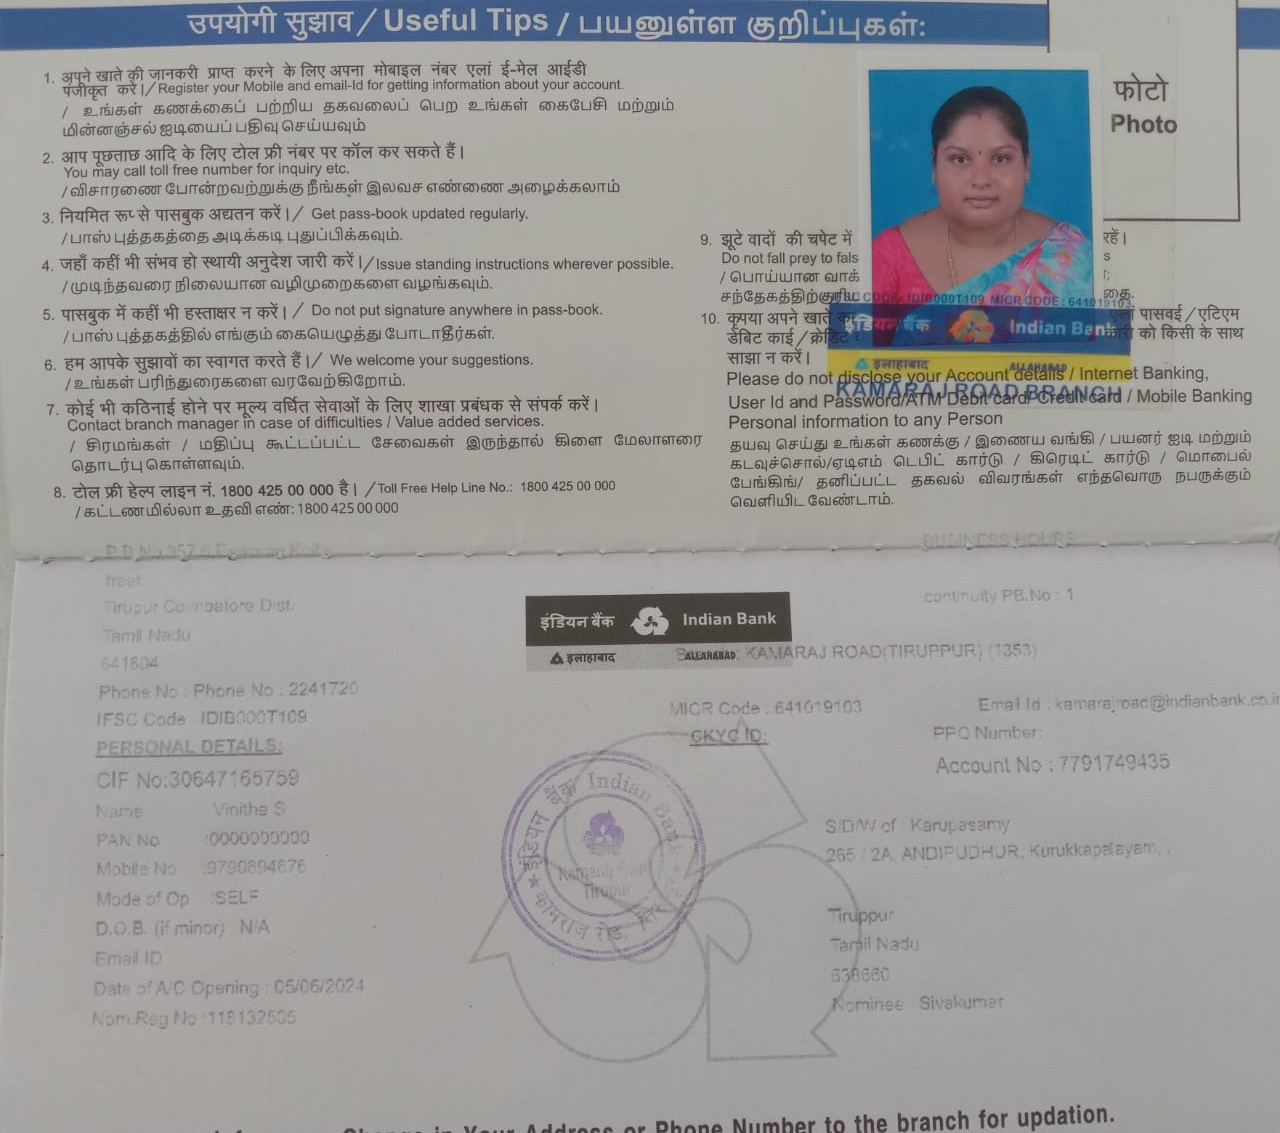 उपयोगी सुझाव / Useful Tips / பயனுள்ள குறிப்புகள்:
फोटो
Photo
1. अपने खाते की जानकरी प्राप्त करने के लिए अपना मोबाइल नंबर एलां ई-मेल आईडी
पंजीकृत करें।/ Register your Mobile and email-Id for getting information about your account.
/ உங்கள் கணக்கைப் பற்றிய தகவலைப் பெற உங்கள் கைபேசி மற்றும்
மின்னஞ்சல் ஐடியைப் பதிவு செய்யவும்
2. आप पूछताछ आदि के लिए टोल फ्री नंबर पर कॉल कर सकते हैं।
You may call toll free number for inquiry etc.
/ விசாரணை போன்றவற்றுக்கு நீங்கள் இலவச எண்ணை அழைக்கலாம்
3. नियमित रूप से पासबुक अद्यतन करें।/ Get pass-book updated regularly.
/ பாஸ் புத்தகத்தை அடிக்கடி புதுப்பிக்கவும்.
4. जहाँ कहीं भी संभव हो स्थायी अनुदेश जारी करें।/Issue standing instructions wherever possible.
/ முடிந்தவரை நிலையான வழிமுறைகளை வழங்கவும்.
5. पासबुक में कहीं भी हस्ताक्षर न करें।/ Do not put signature anywhere in pass-book.
/ பாஸ் புத்தகத்தில் எங்கும் கையெழுத்து போடாதீர்கள்.
6. हम आपके सुझावों का स्वागत करते हैं।/ We welcome your suggestions.
/ உங்கள் பரிந்துரைகளை வரவேற்கிறோம்.
7. कोई भी कठिनाई होने पर मूल्य वर्धित सेवाओं के लिए शाखा प्रबंधक से संपर्क करें।
Contact branch manager in case of difficulties / Value added services.
/ சிரமங்கள் / மதிப்பு கூட்டப்பட்ட சேவைகள் இருந்தால் கிளை மேலாளரை
தொடர்பு கொள்ளவும்.
8. टोल फ्री हेल्प लाइन नं. 1800 425 00 000 है। / Toll Free Help Line No.: 1800 425 00 000
/ கட்டணமில்லா உதவி எண்: 1800 425 00 000
9. झूटे वादों की चपेट में रहें।
Do not fall prey to fals s
/ பொய்யான வாக்
சந்தேகத்திற்குரிய
CODE: IDIB000T109 MICR CODE: 641019103
10. कृपया अपने खाते का एलां पासवर्ड / एटिएम
डेबिट कार्ड/ क्रेडिट को किसी के साथ
साझा न करें।
इंडियन बैंक Indian Bank
इलाहाबाद ALLAHABAD
KAMARAJ ROAD BRANCH
Please do not disclose your Account details / Internet Banking,
User Id and Password/ATM Debit card/ Credit card / Mobile Banking
Personal information to any Person
தயவு செய்து உங்கள் கணக்கு / இணைய வங்கி / பயனர் ஐடி மற்றும்
கடவுச்சொல்/ஏடிஎம் டெபிட் கார்டு / கிரெடிட் கார்டு / மொபைல்
பேங்கிங்/ தனிப்பட்ட தகவல் விவரங்கள் எந்தவொரு நபருக்கும்
வெளியிட வேண்டாம்.
BUSINESS HOURS
treet
Tirupur Coimbatore Dist.
Tamil Nadu
641604
Phone No : Phone No : 2241720
IFSC Code : IDIB000T109
continuity PB.No : 1
इंडियन बैंक Indian Bank
इलाहाबाद ALLAHABAD
KAMARAJ ROAD(TIRUPPUR) (1353)
MICR Code : 641019103
Email Id : kamarajroad@indianbank.co.in
CKYC ID:
PPO Number:
Account No : 7791749435
PERSONAL DETAILS:
CIF No:30647165759
Name : Vinitha S
PAN No :0000000000
Mobile No :9790694676
Mode of Op :SELF
D.O.B. (if minor) N/A
Email ID :
Date of A/C Opening : 05/06/2024
Nom.Reg No :118132505
S/D/W of Karupasamy
265 / 2A, ANDIPUDHUR, Kurukkapalayam, ,
Tiruppur
Tamil Nadu
638660
Nominee Sivakumar
इंडियन बैंक Indian Bank
Kamaraj Road
Tirupur
कामराज रोड,
Change in Your Address or Phone Number to the branch for updation.